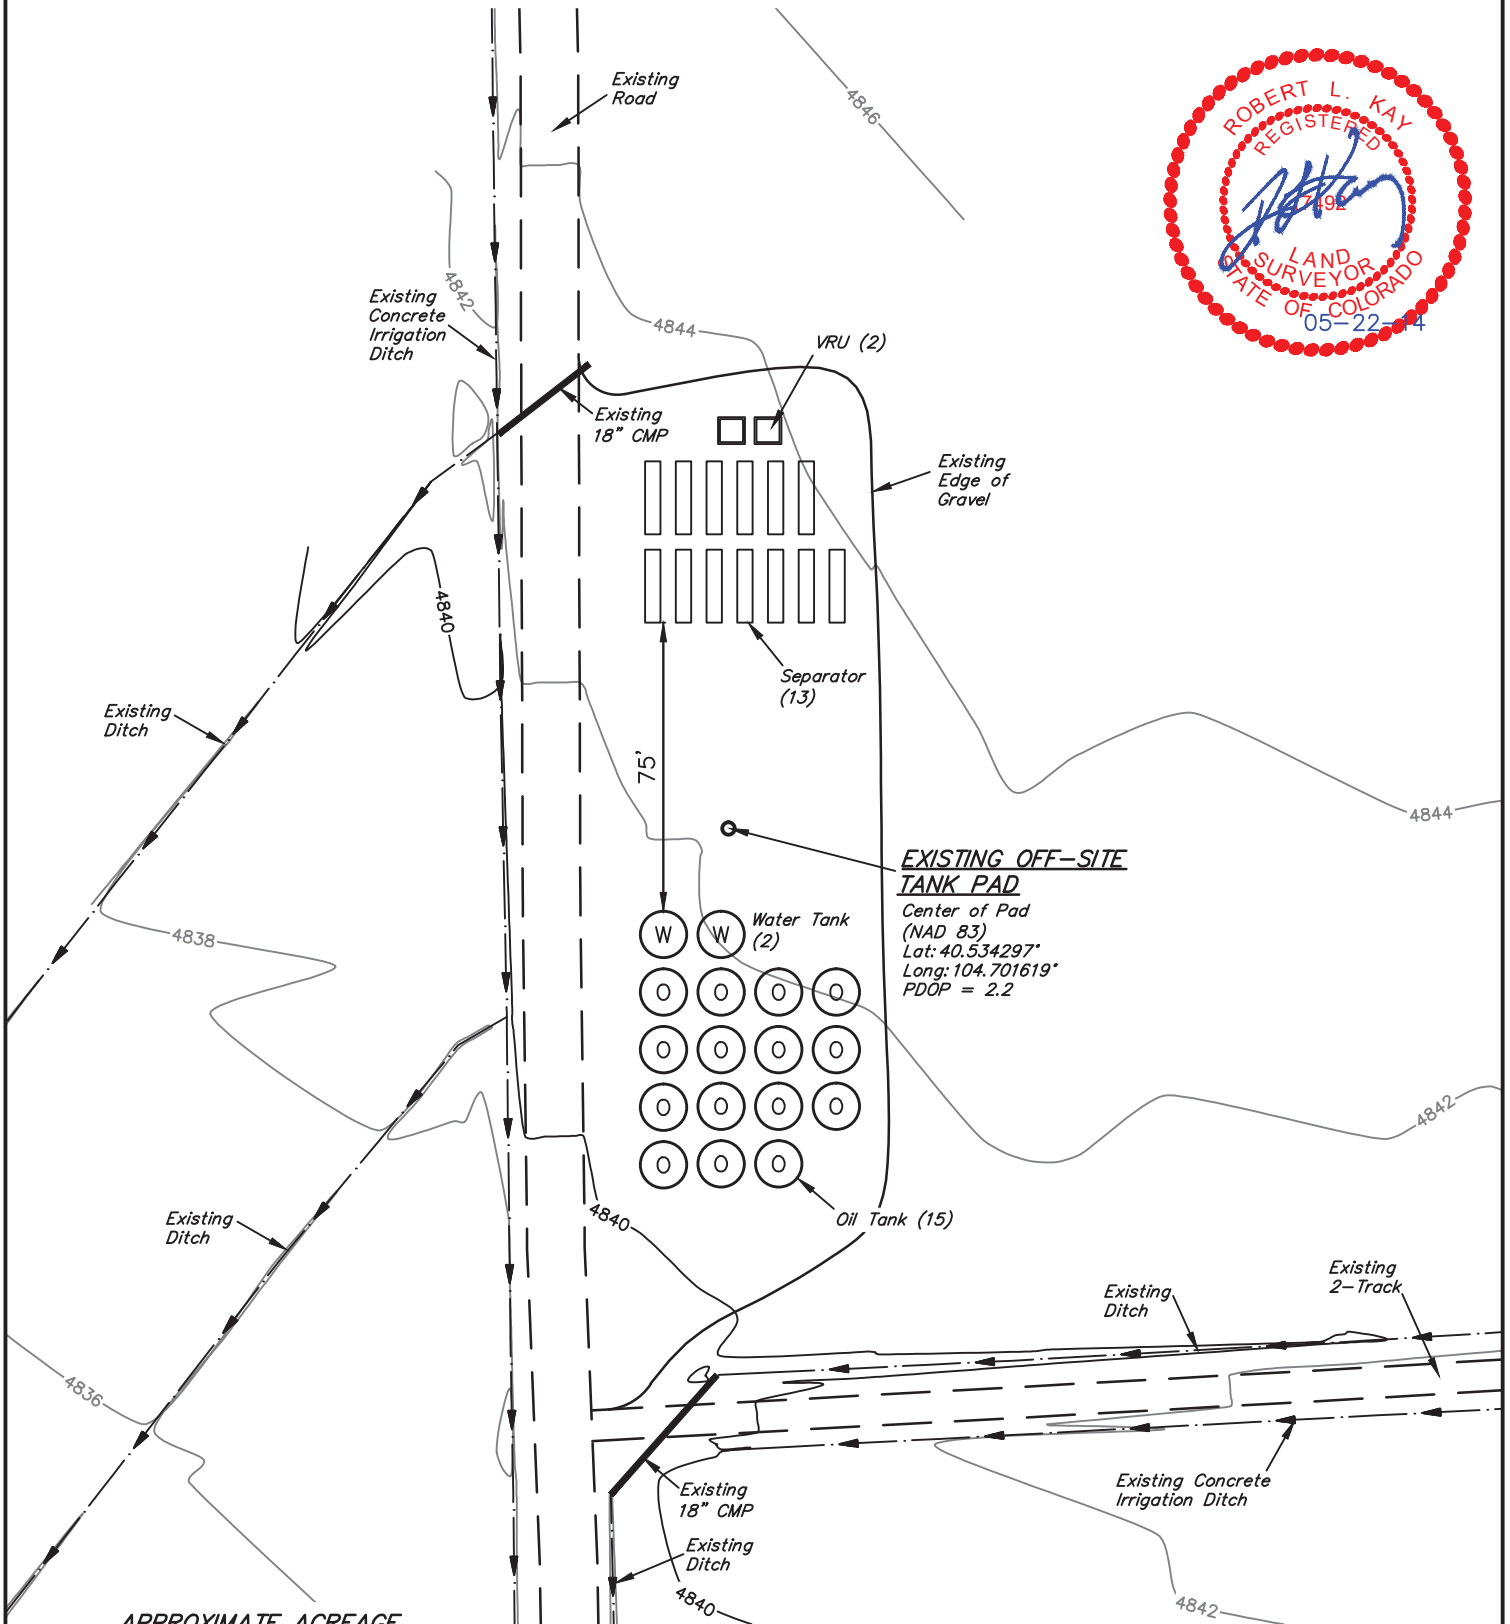 Existing
Road
4846
ROBERT L. KAY
REGISTERED
LAND
SURVEYOR
STATE OF COLORADO
05-22-14
4842
Existing
Concrete
Irrigation
Ditch
4844
VRU (2)
Existing
18" CMP
Existing
Edge of
Gravel
4840
Separator
(13)
Existing
Ditch
75'
4844
EXISTING OFF-SITE
TANK PAD
Center of Pad
(NAD 83)
Lat: 40.534297°
Long: 104.701619°
PDOP = 2.2
Water Tank
(2)
W W
4838
O O O O
O O O O
O O O O
O O O
4842
Existing
Ditch
4840
Oil Tank (15)
Existing
2-Track
Existing
Ditch
4836
Existing
18" CMP
Existing Concrete
Irrigation Ditch
Existing
Ditch
4840
4842
APPROXIMATE ACREAGE